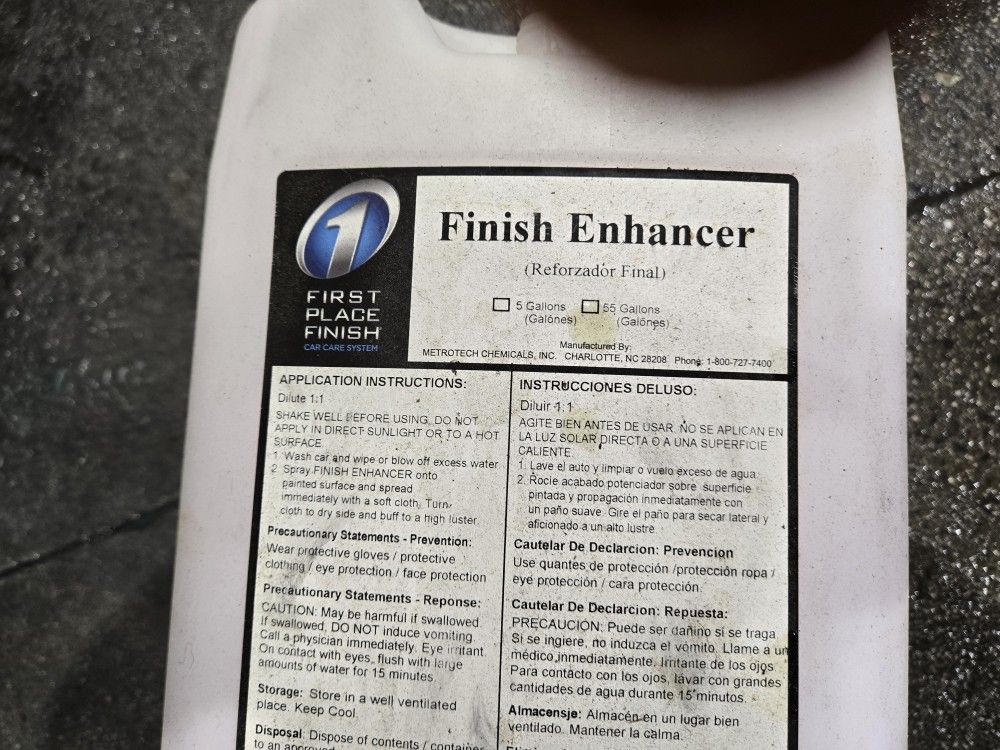 1
FIRST
PLACE
FINISH
CAR CARE SYSTEM
Finish Enhancer
(Reforzador Final)
5 Gallons
(Galónes)
55 Gallons
(Galónes)
Manufactured By:
METROTECH CHEMICALS, INC. CHARLOTTE, NC 28208 Phone: 1-800-727-7400
APPLICATION INSTRUCTIONS:
Dilute 1:1
SHAKE WELL BEFORE USING. DO NOT
APPLY IN DIRECT SUNLIGHT OR TO A HOT
SURFACE
1. Wash car and wipe or blow off excess water
2. Spray FINISH ENHANCER onto
painted surface and spread
immediately with a soft cloth. Turn
cloth to dry side and buff to a high luster.
Precautionary Statements - Prevention:
Wear protective gloves / protective
clothing / eye protection / face protection
Precautionary Statements - Reponse:
CAUTION: May be harmful if swallowed
If swallowed, DO NOT induce vomiting.
Call a physician immediately. Eye irritant.
On contact with eyes, flush with large
amounts of water for 15 minutes.
Storage: Store in a well ventilated
place. Keep Cool
Disposal: Dispose of contents / container
to an approved
INSTRUCCIONES DELUSO:
Diluir 1:1
AGITE BIEN ANTES DE USAR. NO SE APLICAN EN
LA LUZ SOLAR DIRECTA O A UNA SUPERFICIE
CALIENTE.
1. Lave el auto y limpiar o vuelo exceso de agua.
2. Rocíe acabado potenciador sobre superficie
pintada y propagación inmediatamente con
un paño suave. Gire el paño para secar lateral y
aficionado a un alto lustre.
Cautelar De Declarcion: Prevencion
Use quantes de protección /protección ropa /
eye protección / cara protección.
Cautelar De Declarcion: Repuesta:
PRECAUCIÓN: Puede ser dañino si se traga
Si se ingiere, no induzca el vómito. Llame a un
médico inmediatamente. Irritante de los ojos
Para contacto con los ojos, lávar con grandes
cantidades de agua durante 15 minutos.
Almacensje: Almacén en un lugar bien
ventilado. Mantener la calma.